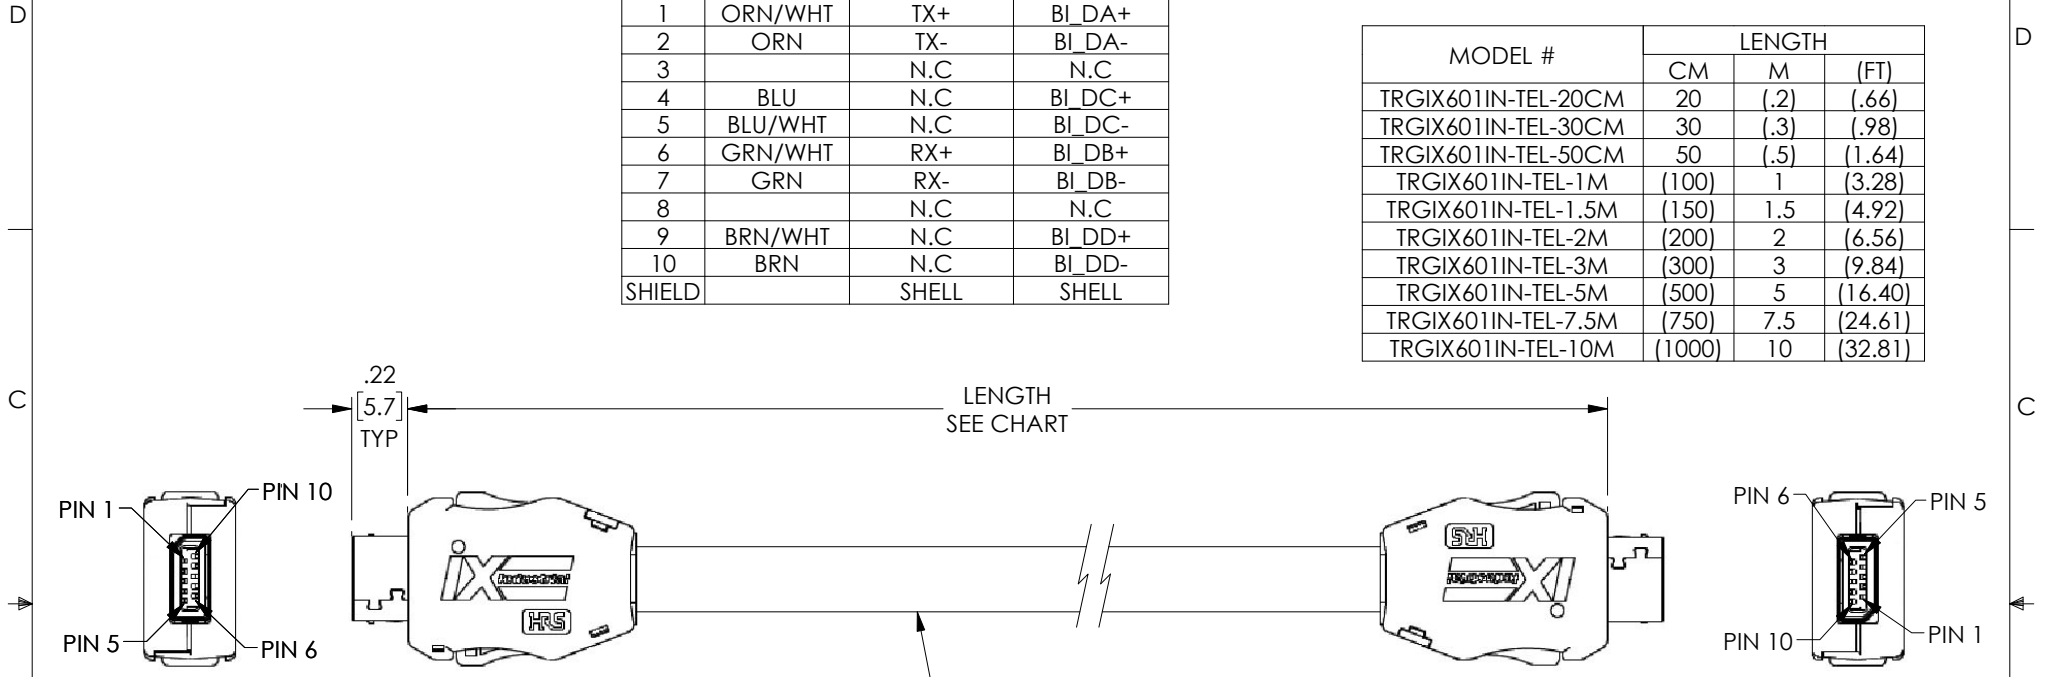 D
1 ORN/WHT TX+ BI_DA+
2 ORN TX- BI_DA-
3 N.C N.C
4 BLU N.C BI_DC+
5 BLU/WHT N.C BI_DC-
6 GRN/WHT RX+ BI_DB+
7 GRN RX- BI_DB-
8 N.C N.C
9 BRN/WHT N.C BI_DD+
10 BRN N.C BI_DD-
SHIELD SHELL SHELL
D
MODEL # LENGTH
CM M (FT)
TRGIX601IN-TEL-20CM 20 (.2) (.66)
TRGIX601IN-TEL-30CM 30 (.3) (.98)
TRGIX601IN-TEL-50CM 50 (.5) (1.64)
TRGIX601IN-TEL-1M (100) 1 (3.28)
TRGIX601IN-TEL-1.5M (150) 1.5 (4.92)
TRGIX601IN-TEL-2M (200) 2 (6.56)
TRGIX601IN-TEL-3M (300) 3 (9.84)
TRGIX601IN-TEL-5M (500) 5 (16.40)
TRGIX601IN-TEL-7.5M (750) 7.5 (24.61)
TRGIX601IN-TEL-10M (1000) 10 (32.81)
C
.22
[5.7]
TYP
LENGTH
SEE CHART
C
PIN 1
PIN 10
PIN 5
PIN 6
ix industrial
HRS
HRS
ix industrial
PIN 6
PIN 5
PIN 10
PIN 1